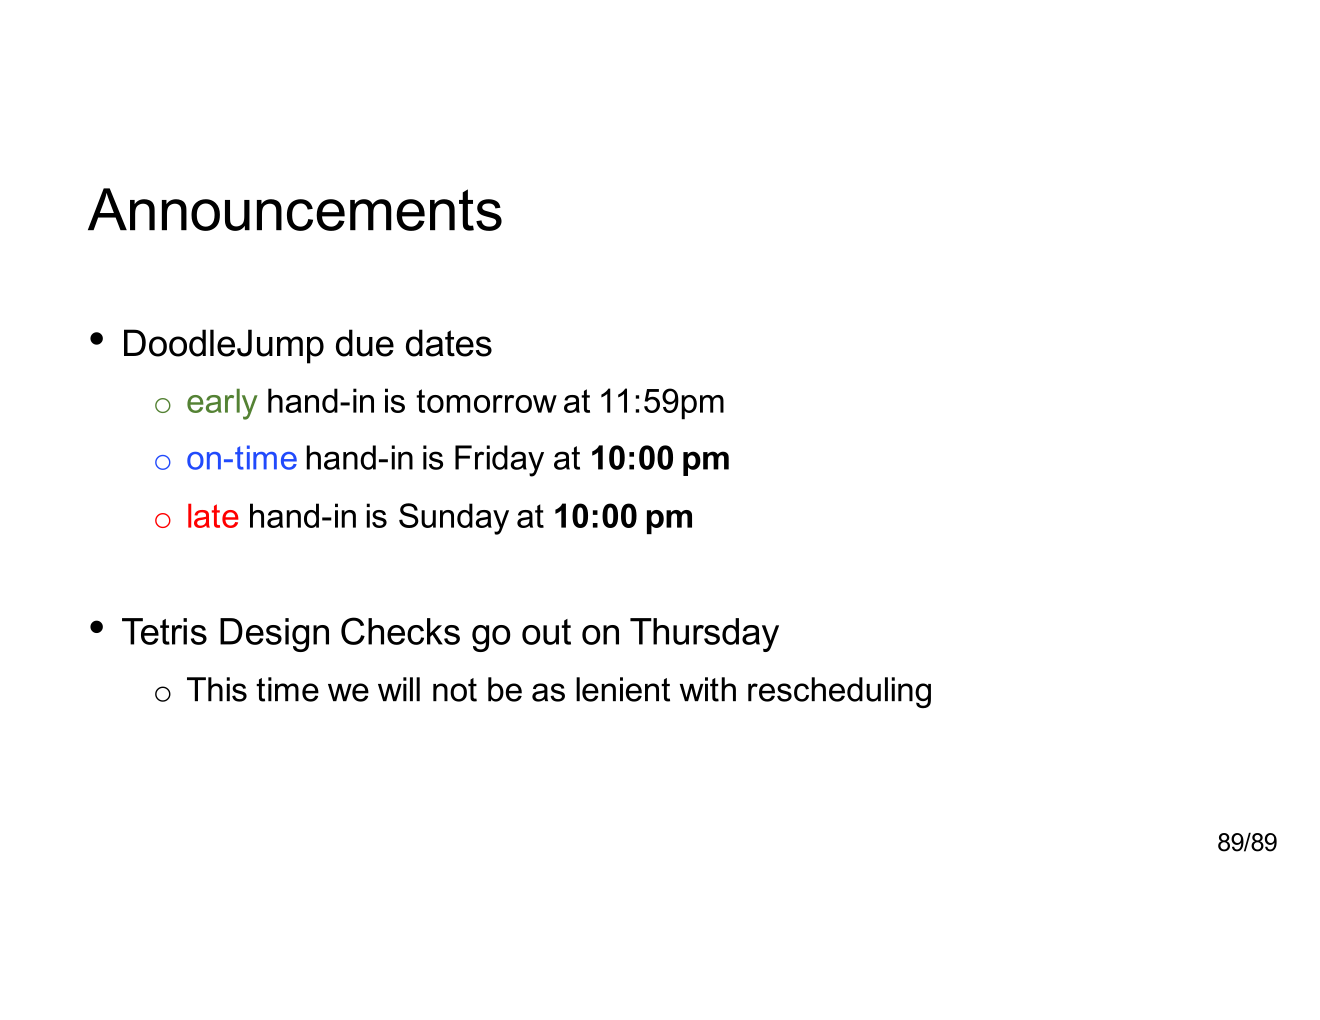 Announcements
• DoodleJump due dates
o early hand-in is tomorrow at 11:59pm
o on-time hand-in is Friday at 10:00 pm
o late hand-in is Sunday at 10:00 pm
• Tetris Design Checks go out on Thursday
o This time we will not be as lenient with rescheduling
89/89